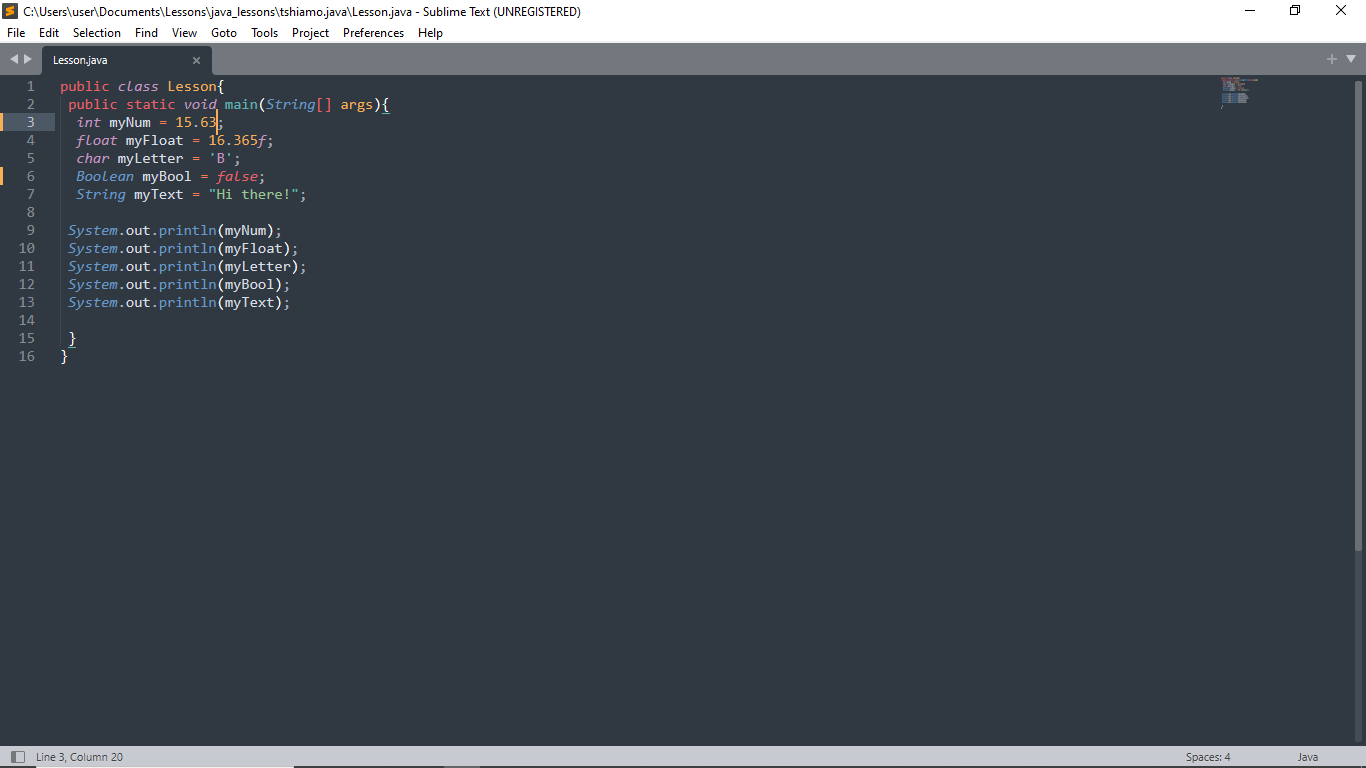 C:\Users\user\Documents\Lessons\java_lessons\tshiamo.java\Lesson.java - Sublime Text (UNREGISTERED)
File Edit Selection Find View Goto Tools Project Preferences Help
Lesson.java
1 public class Lesson{
2 public static void main(String[] args){
3 int myNum = 15.63;
4 float myFloat = 16.365f;
5 char myLetter = 'B';
6 Boolean myBool = false;
7 String myText = "Hi there!";
8
9 System.out.println(myNum);
10 System.out.println(myFloat);
11 System.out.println(myLetter);
12 System.out.println(myBool);
13 System.out.println(myText);
14
15 }
16 }
Line 3, Column 20 Spaces: 4 Java